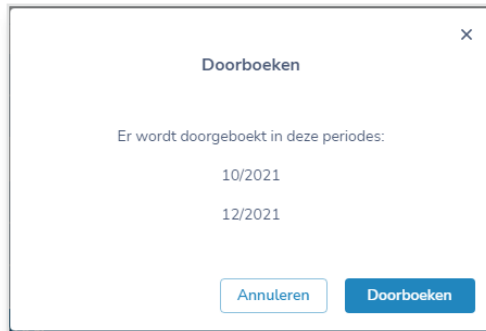 Doorboeken
Er wordt doorgeboekt in deze periodes:
10/2021
12/2021
Annuleren
Doorboeken